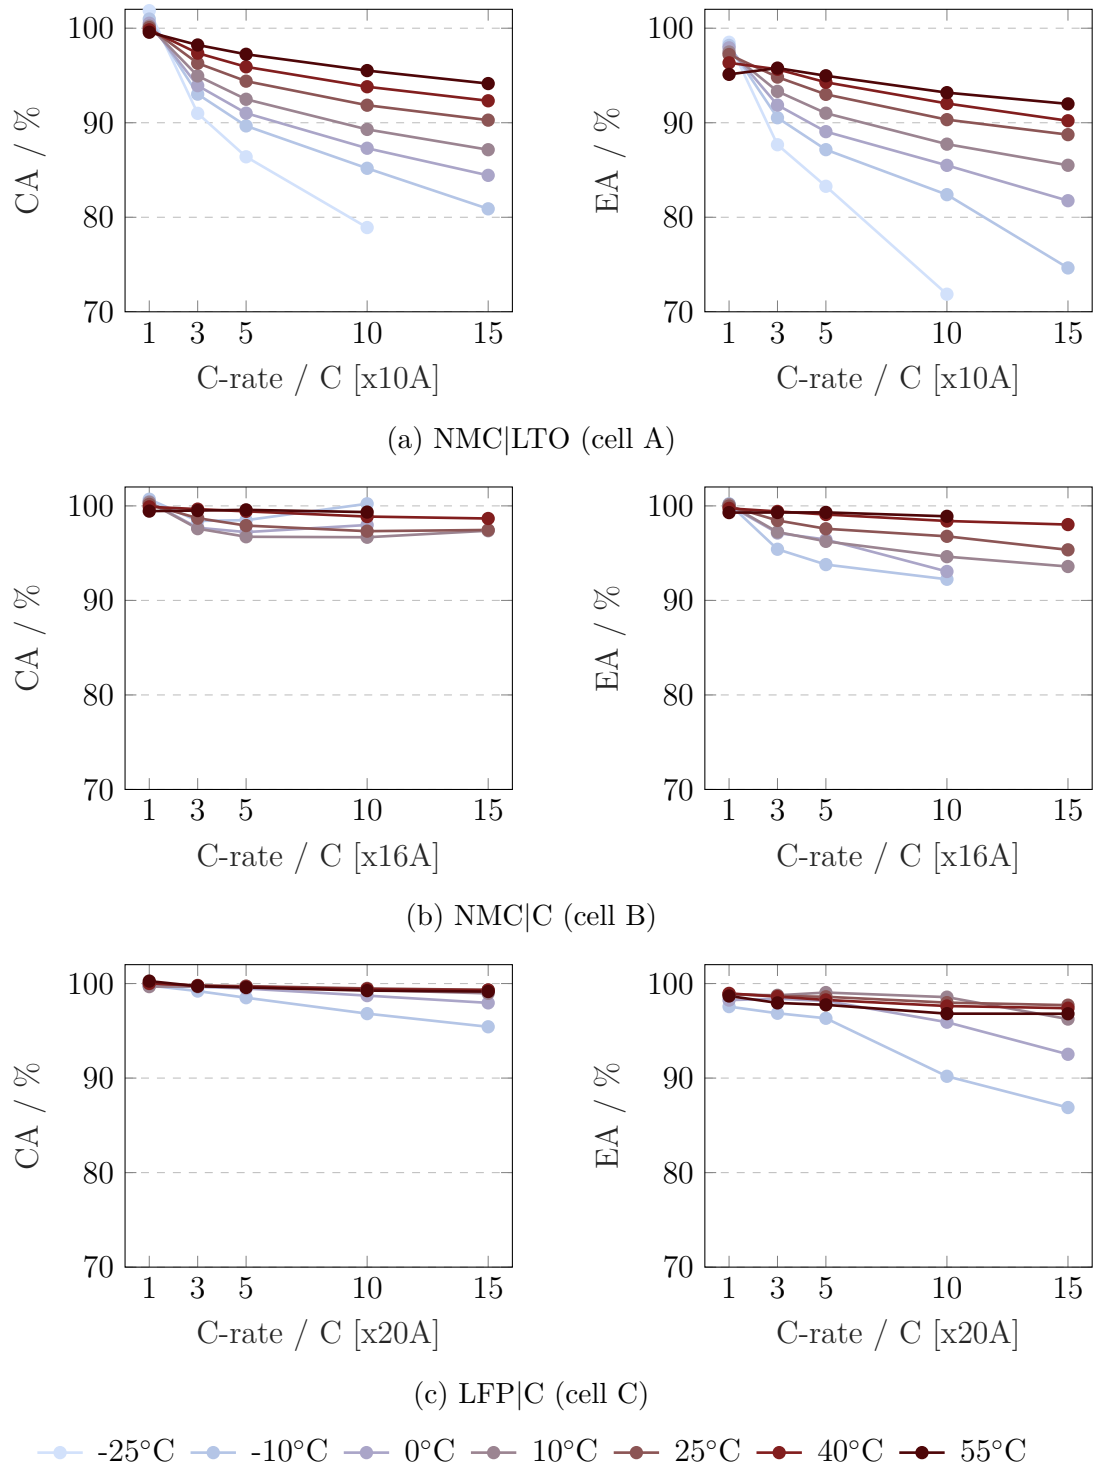 100
90
80
70
CA / %
1 3 5 10 15
C-rate / C [x10A]
100
90
80
70
EA / %
1 3 5 10 15
C-rate / C [x10A]
(a) NMC|LTO (cell A)
100
90
80
70
CA / %
1 3 5 10 15
C-rate / C [x16A]
100
90
80
70
EA / %
1 3 5 10 15
C-rate / C [x16A]
(b) NMC|C (cell B)
100
90
80
70
CA / %
1 3 5 10 15
C-rate / C [x20A]
100
90
80
70
EA / %
1 3 5 10 15
C-rate / C [x20A]
(c) LFP|C (cell C)
-25°C -10°C 0°C 10°C 25°C 40°C 55°C